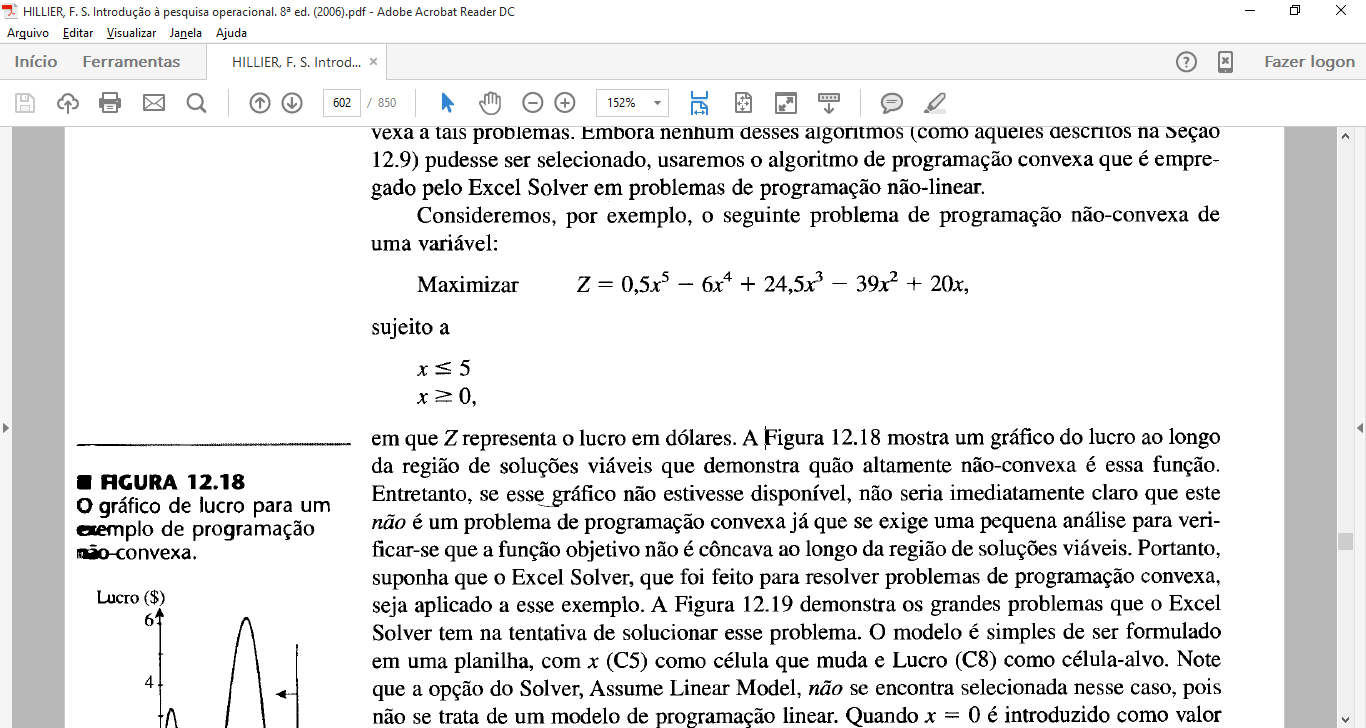 HILLIER, F. S. Introdução à pesquisa operacional. 8ª ed. (2006).pdf - Adobe Acrobat Reader DC
Arquivo Editar Visualizar Janela Ajuda
Início Ferramentas HILLIER, F. S. Introd... × Fazer logon
602 / 850 152%
vexa a tais problemas. Embora nenhum desses algoritmos (como aqueles descritos na Seção
12.9) pudesse ser selecionado, usaremos o algoritmo de programação convexa que é empre-
gado pelo Excel Solver em problemas de programação não-linear.
Consideremos, por exemplo, o seguinte problema de programação não-convexa de
uma variável:
Maximizar Z = 0,5x⁵ − 6x⁴ + 24,5x³ − 39x² + 20x,
sujeito a
x ≤ 5
x ≥ 0,
em que Z representa o lucro em dólares. A Figura 12.18 mostra um gráfico do lucro ao longo
da região de soluções viáveis que demonstra quão altamente não-convexa é essa função.
Entretanto, se esse gráfico não estivesse disponível, não seria imediatamente claro que este
não é um problema de programação convexa já que se exige uma pequena análise para veri-
ficar-se que a função objetivo não é côncava ao longo da região de soluções viáveis. Portanto,
suponha que o Excel Solver, que foi feito para resolver problemas de programação convexa,
seja aplicado a esse exemplo. A Figura 12.19 demonstra os grandes problemas que o Excel
Solver tem na tentativa de solucionar esse problema. O modelo é simples de ser formulado
em uma planilha, com x (C5) como célula que muda e Lucro (C8) como célula-alvo. Note
que a opção do Solver, Assume Linear Model, não se encontra selecionada nesse caso, pois
não se trata de um modelo de programação linear. Quando x = 0 é introduzido como valor
■ FIGURA 12.18
O gráfico de lucro para um
exemplo de programação
não-convexa.
Lucro ($)
6
4